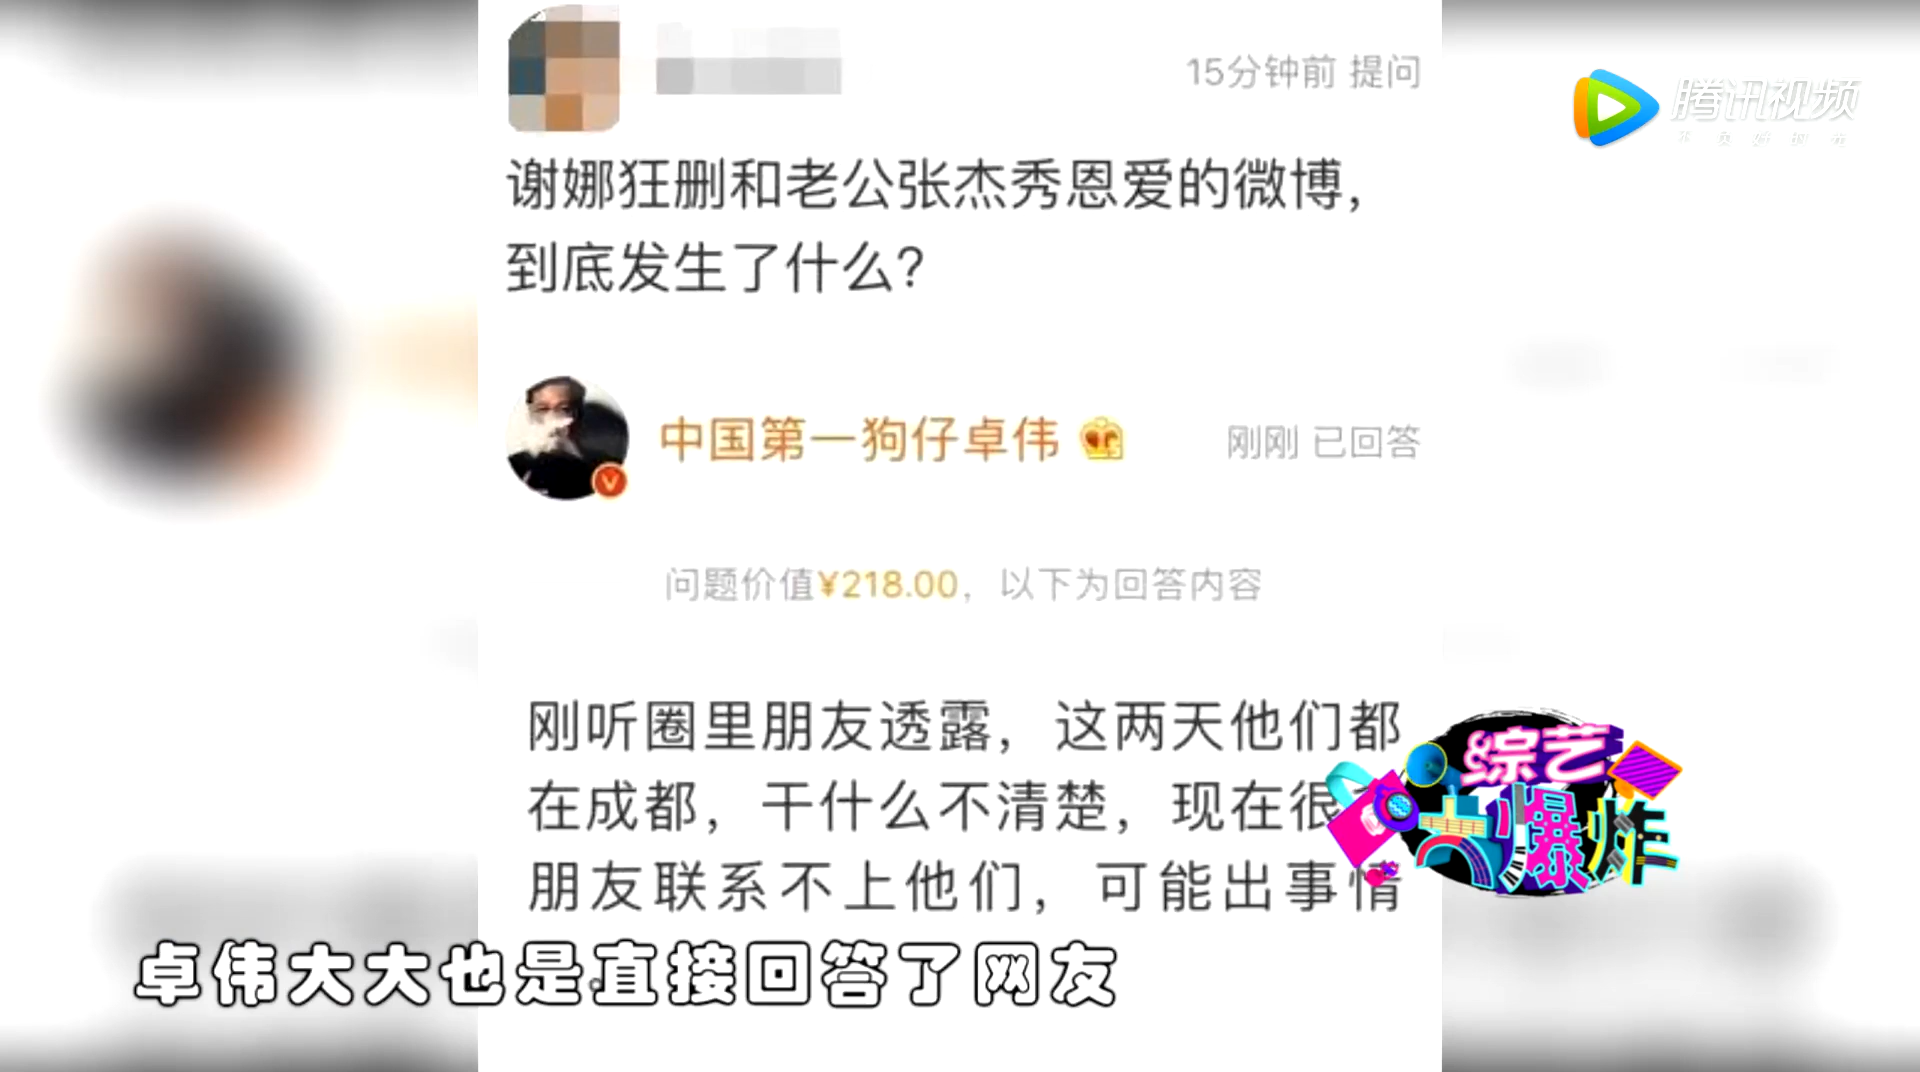 15分钟前 提问
腾讯视频
不负好时光
谢娜狂删和老公张杰秀恩爱的微博，
到底发生了什么？
中国第一狗仔卓伟
刚刚 已回答
问题价值¥218.00，以下为回答内容
刚听圈里朋友透露，这两天他们都
在成都，干什么不清楚，现在很
朋友联系不上他们，可能出事情
综艺
大爆炸
卓伟大大也是直接回答了网友